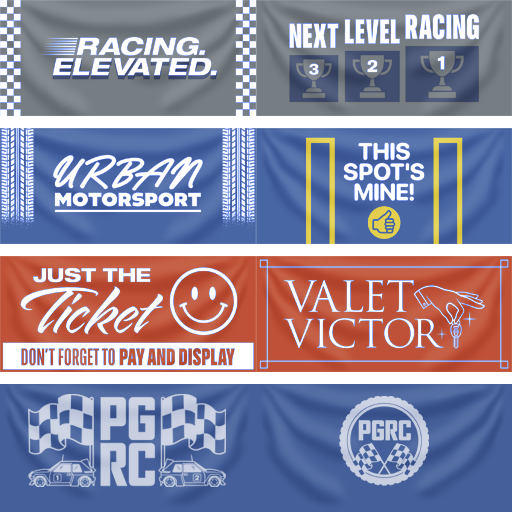 RACING.
ELEVATED.
NEXT LEVEL RACING
3 2 1
URBAN
MOTORSPORT
THIS
SPOT'S
MINE!
JUST THE
Ticket
DON'T FORGET TO PAY AND DISPLAY
VALET
VICTOR
PG
RC
1 2
PGRC